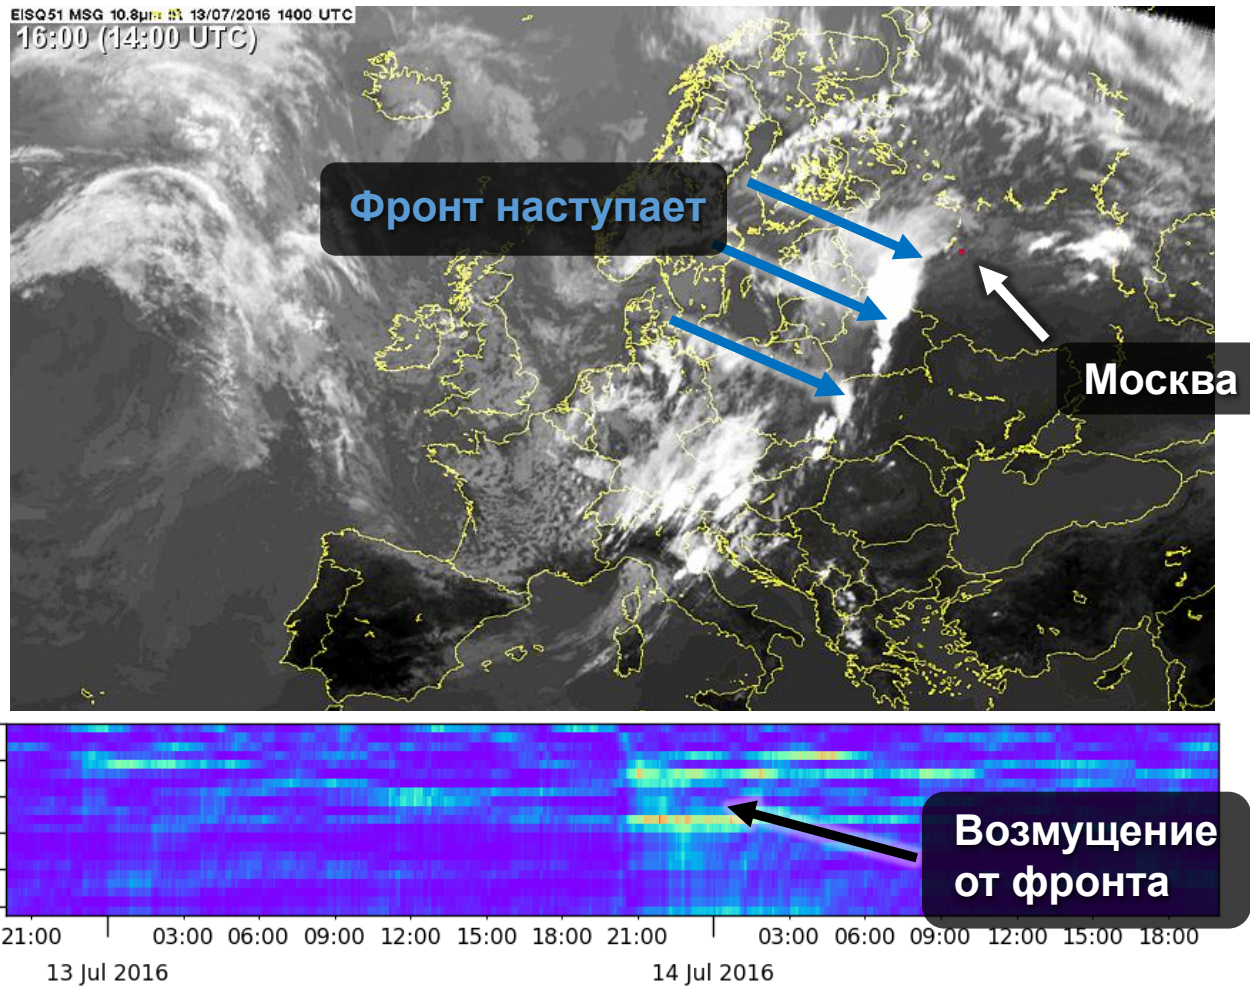 EISQ51 MSG 10.8µm IR 13/07/2016 1400 UTC
16:00 (14:00 UTC)
Фронт наступает
Москва
Возмущение
от фронта
21:00 03:00 06:00 09:00 12:00 15:00 18:00 21:00 03:00 06:00 09:00 12:00 15:00 18:00
13 Jul 2016 14 Jul 2016